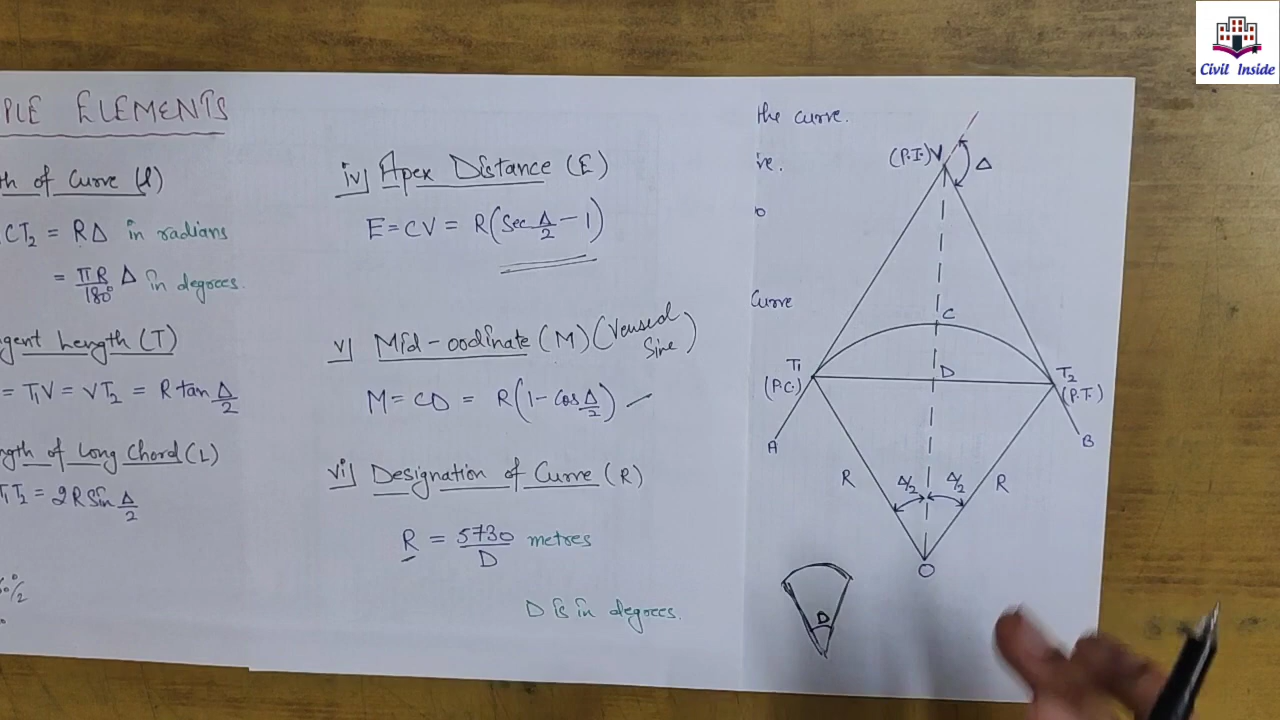 PLE ELEMENTS
th of Curve (l)
CT₂ = RΔ in radians
= πR/180° Δ in degrees.
gent Length (T)
= T₁V = VT₂ = R tan Δ/2
ngth of Long Chord (L)
T₁T₂ = 2R Sin Δ/2
iv) Apex Distance (E)
E = CV = R(Sec Δ/2 - 1)
v) Mid-oodinate (M) (Versed Sine)
M = CD = R(1 - Cos Δ/2)
vi) Designation of Curve (R)
R = 5730/D metres
D is in degrees.
the curve.
ve.
o
Curve
(P.I.) V
Δ
C
T₁
(P.C.)
D
T₂
(P.T.)
A
B
R
Δ/2
Δ/2
R
O
D
Civil Inside